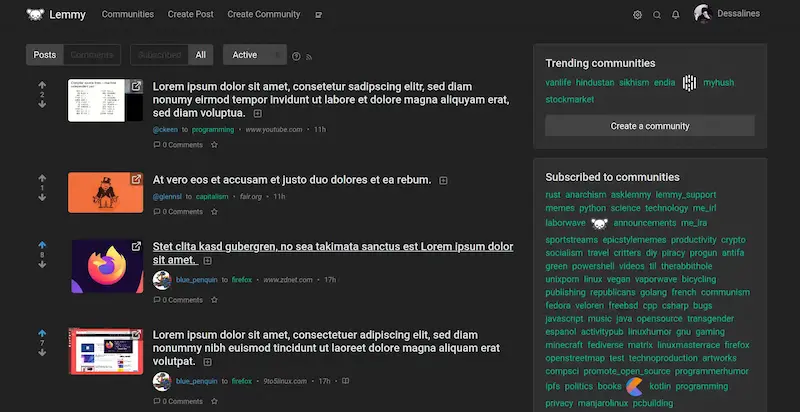 Lemmy
Communities
Create Post
Create Community
Dessalines
Posts
Comments
Subscribed
All
Active
2
Lorem ipsum dolor sit amet, consetetur sadipscing elitr, sed diam
nonumy eirmod tempor invidunt ut labore et dolore magna aliquyam erat,
sed diam voluptua.
@ckeen to programming • www.youtube.com • 11h
0 Comments
1
At vero eos et accusam et justo duo dolores et ea rebum.
@glennsl to capitalism • fair.org • 11h
0 Comments
8
Stet clita kasd gubergren, no sea takimata sanctus est Lorem ipsum dolor
sit amet.
blue_penquin to firefox • www.zdnet.com • 17h
0 Comments
7
Lorem ipsum dolor sit amet, consectetuer adipiscing elit, sed diam
nonummy nibh euismod tincidunt ut laoreet dolore magna aliquam erat
volutpat.
blue_penquin to firefox • 9to5linux.com • 17h •
0 Comments
Trending communities
vanlife hindustan sikhism endia myhush
stockmarket
Create a community
Subscribed to communities
rust anarchism asklemmy lemmy_support
memes python science technology me_irl
laborwave announcements me_ira
sportstreams epicstylememes productivity crypto
socialism travel critters diy piracy progun antifa
green powershell videos til therabbithole
unixporn linux vegan vaporwave bicycling
publishing republicans golang french communism
fedora veloren freebsd cpp csharp bugs
javascript music java opensource transgender
espanol activitypub linuxhumor gnu gaming
minecraft fediverse matrix linuxmasterrace firefox
openstreetmap test technoproduction artworks
compsci promote_open_source programmerhumor
ipfs politics books kotlin programming
privacy manjarolinux pcbuilding